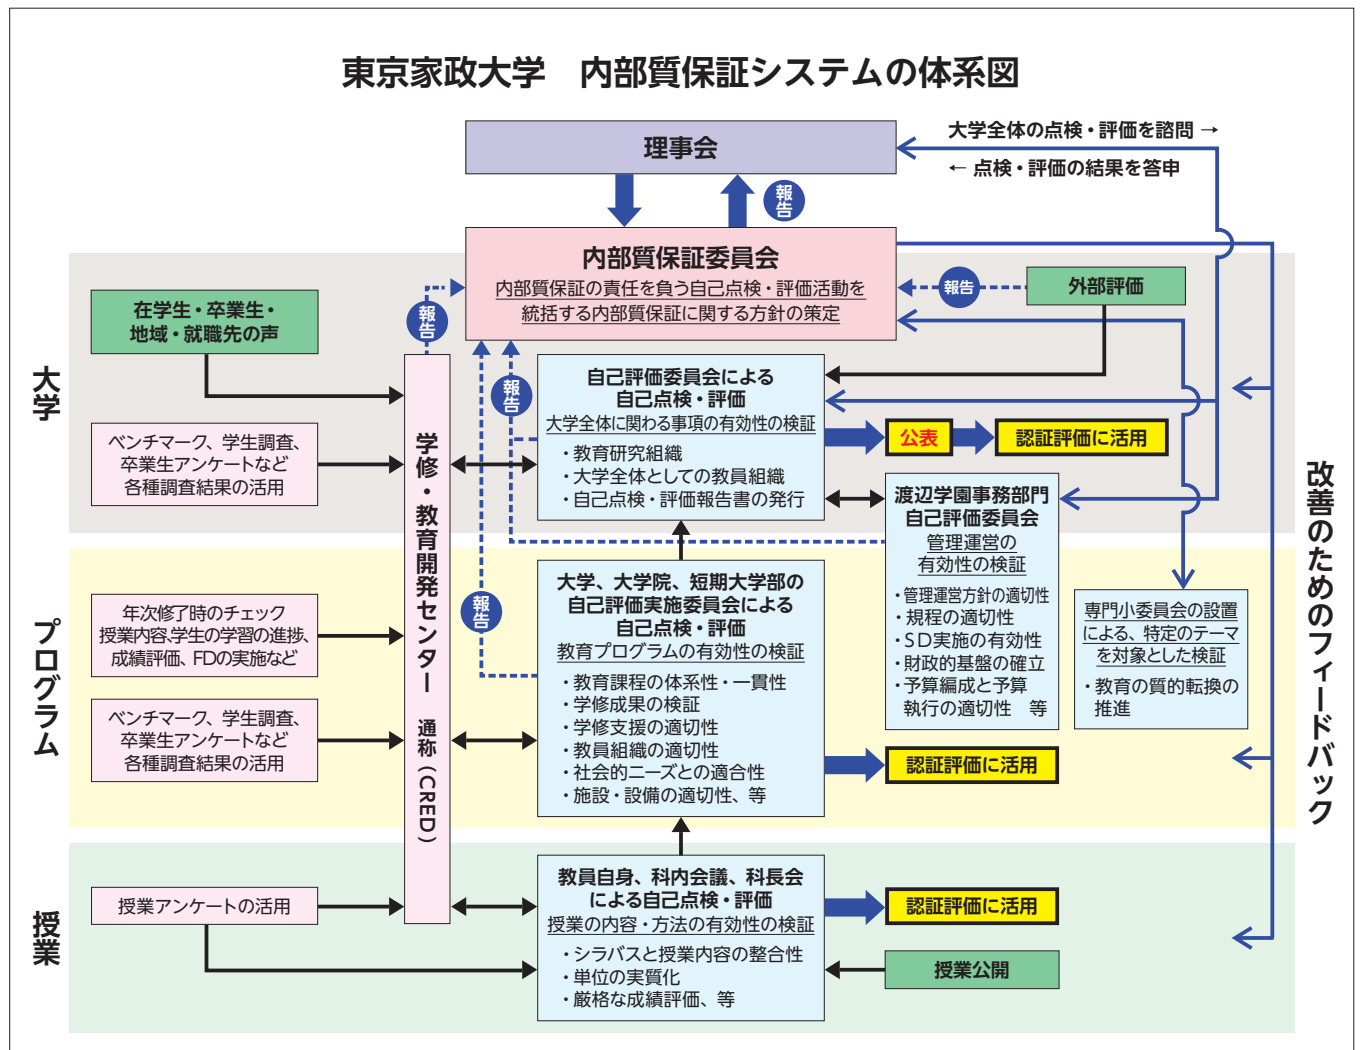 東京家政大学　内部質保証システムの体系図
理事会
大学全体の点検・評価を諮問 →
← 点検・評価の結果を答申
報告
内部質保証委員会
内部質保証の責任を負う自己点検・評価活動を
統括する内部質保証に関する方針の策定
報告
外部評価
大学
在学生・卒業生・
地域・就職先の声
報告
ベンチマーク、学生調査、
卒業生アンケートなど
各種調査結果の活用
学修・教育開発センター　通称（CRED）
報告
自己評価委員会による
自己点検・評価
大学全体に関わる事項の有効性の検証
・教育研究組織
・大学全体としての教員組織
・自己点検・評価報告書の発行
公表
認証評価に活用
渡辺学園事務部門
自己評価委員会
管理運営の
有効性の検証
・管理運営方針の適切性
・規程の適切性
・SD実施の有効性
・財政的基盤の確立
・予算編成と予算
執行の適切性　等
改善のためのフィードバック
プログラム
年次修了時のチェック
授業内容、学生の学習の進捗、
成績評価、FDの実施など
ベンチマーク、学生調査、
卒業生アンケートなど
各種調査結果の活用
報告
大学、大学院、短期大学部の
自己評価実施委員会による
自己点検・評価
教育プログラムの有効性の検証
・教育課程の体系性・一貫性
・学修成果の検証
・学修支援の適切性
・教員組織の適切性
・社会的ニーズとの適合性
・施設・設備の適切性、等
専門小委員会の設置
による、特定のテーマ
を対象とした検証
・教育の質的転換の
推進
認証評価に活用
授業
授業アンケートの活用
教員自身、科内会議、科長会
による自己点検・評価
授業の内容・方法の有効性の検証
・シラバスと授業内容の整合性
・単位の実質化
・厳格な成績評価、等
認証評価に活用
授業公開